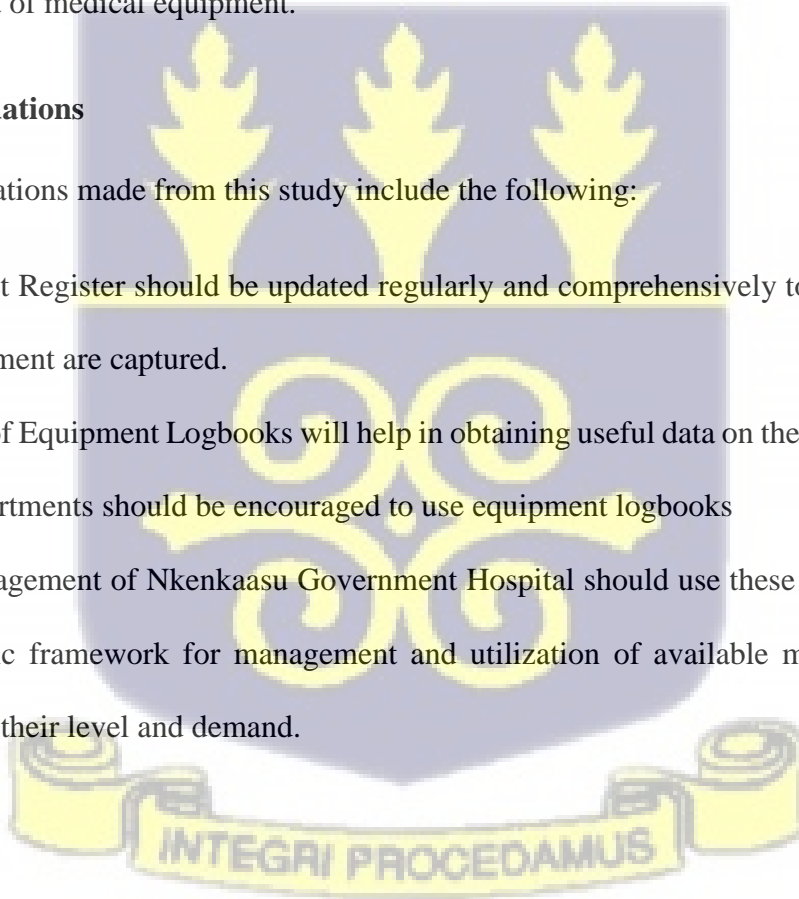 of medical equipment.
ations
ations made from this study include the following:
t Register should be updated regularly and comprehensively to
ment are captured.
of Equipment Logbooks will help in obtaining useful data on the
rtments should be encouraged to use equipment logbooks
agement of Nkenkaasu Government Hospital should use these
ic framework for management and utilization of available m
their level and demand.
INTEGRI PROCEDAMUS